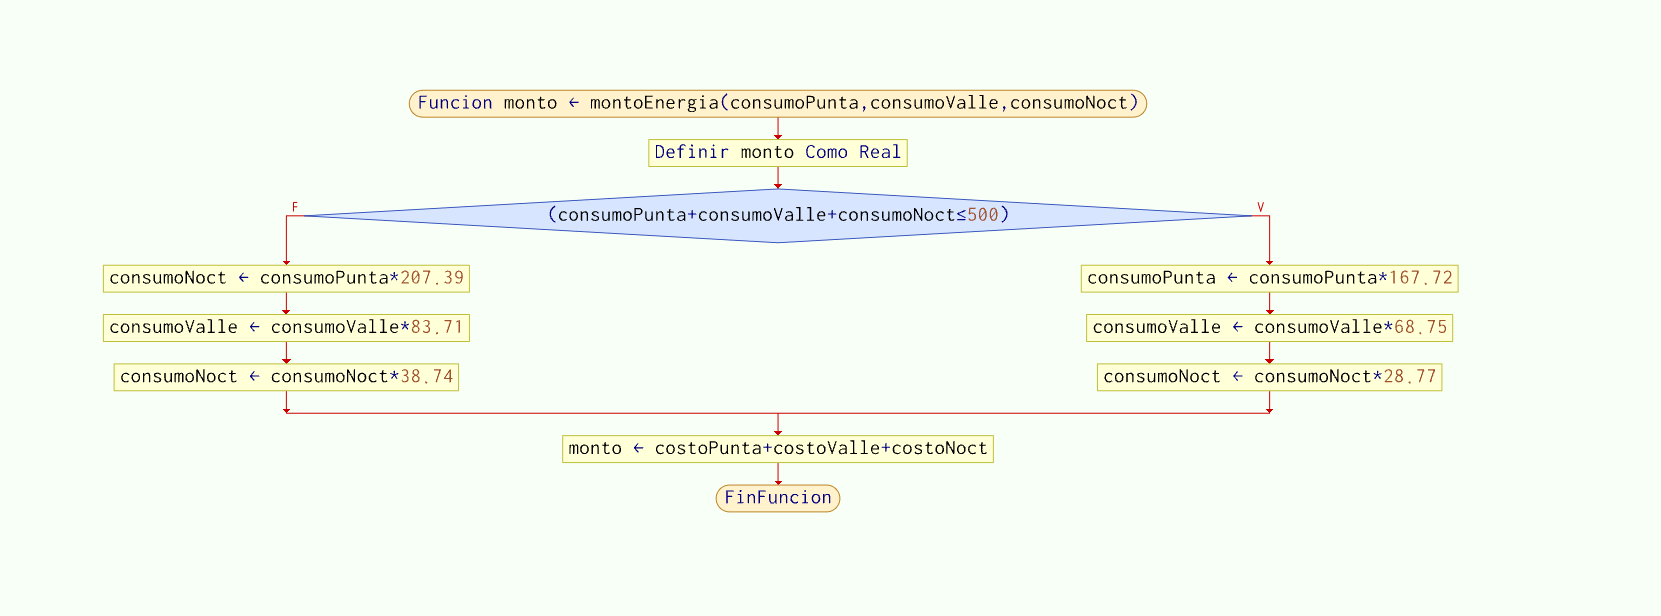 Funcion monto ← montoEnergia(consumoPunta,consumoValle,consumoNoct)
Definir monto Como Real
(consumoPunta+consumoValle+consumoNoct≤500)
F
V
consumoNoct ← consumoPunta*207.39
consumoValle ← consumoValle*83.71
consumoNoct ← consumoNoct*38.74
consumoPunta ← consumoPunta*167.72
consumoValle ← consumoValle*68.75
consumoNoct ← consumoNoct*28.77
monto ← costoPunta+costoValle+costoNoct
FinFuncion